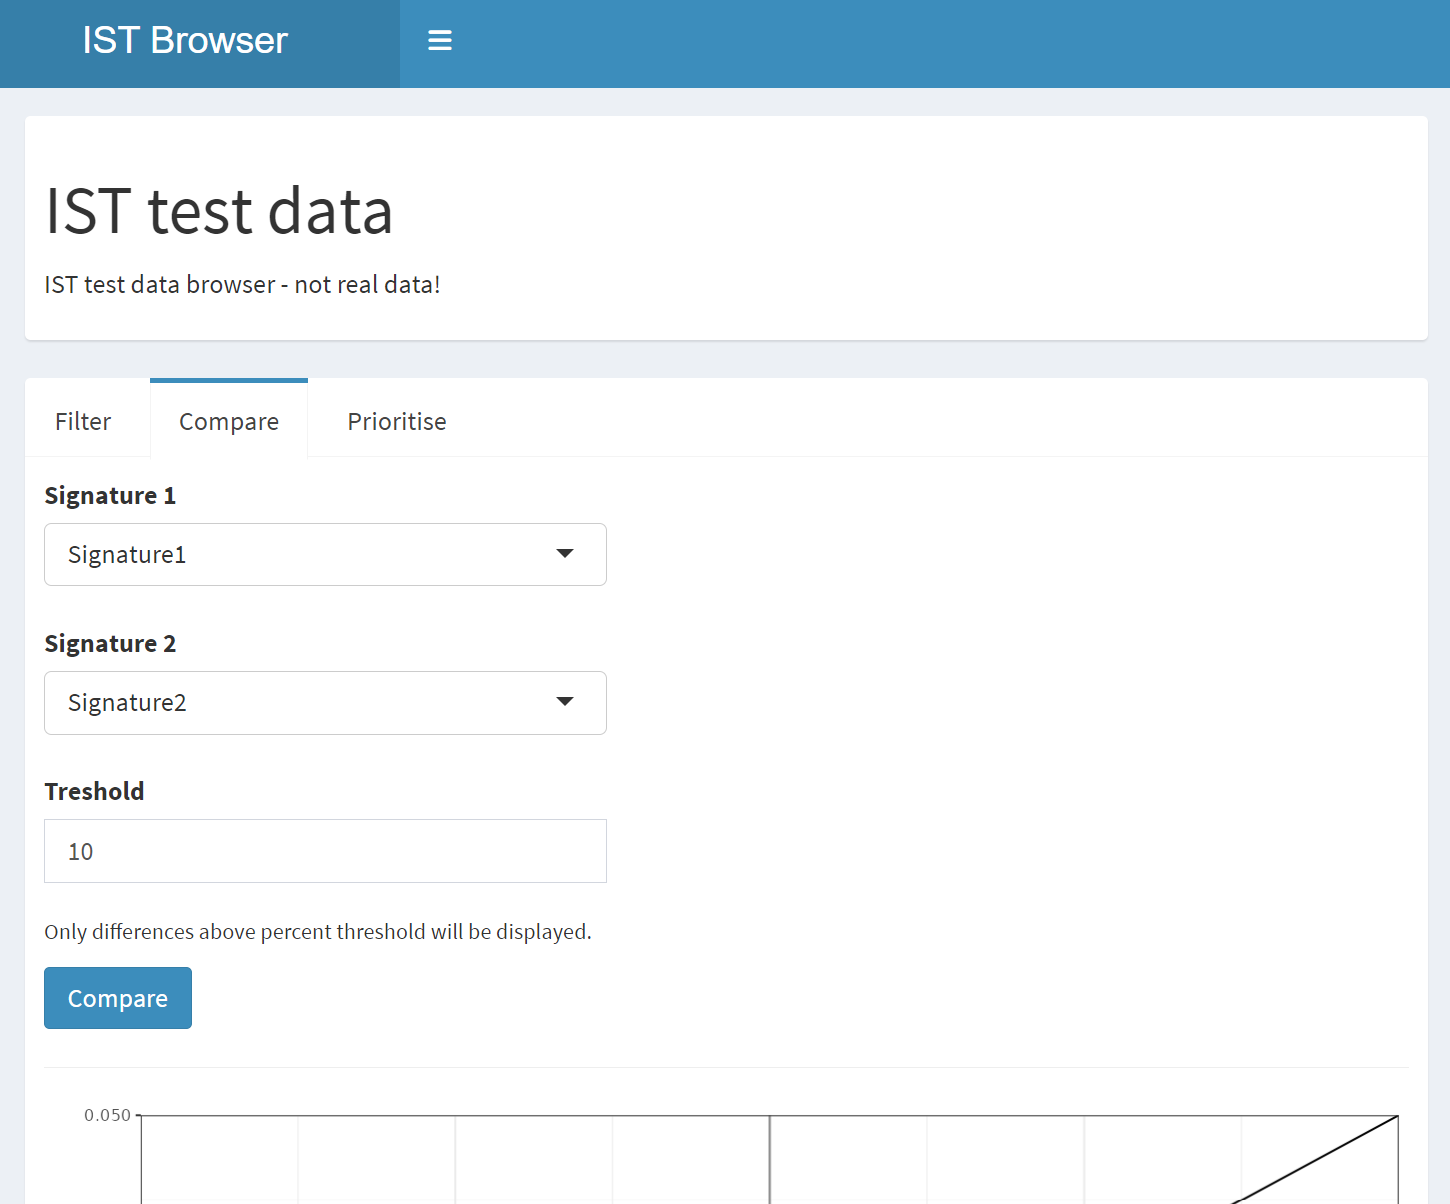 IST Browser
IST test data
IST test data browser - not real data!
Filter
Compare
Prioritise
Signature 1
Signature1
Signature 2
Signature2
Treshold
10
Only differences above percent threshold will be displayed.
Compare
0.050